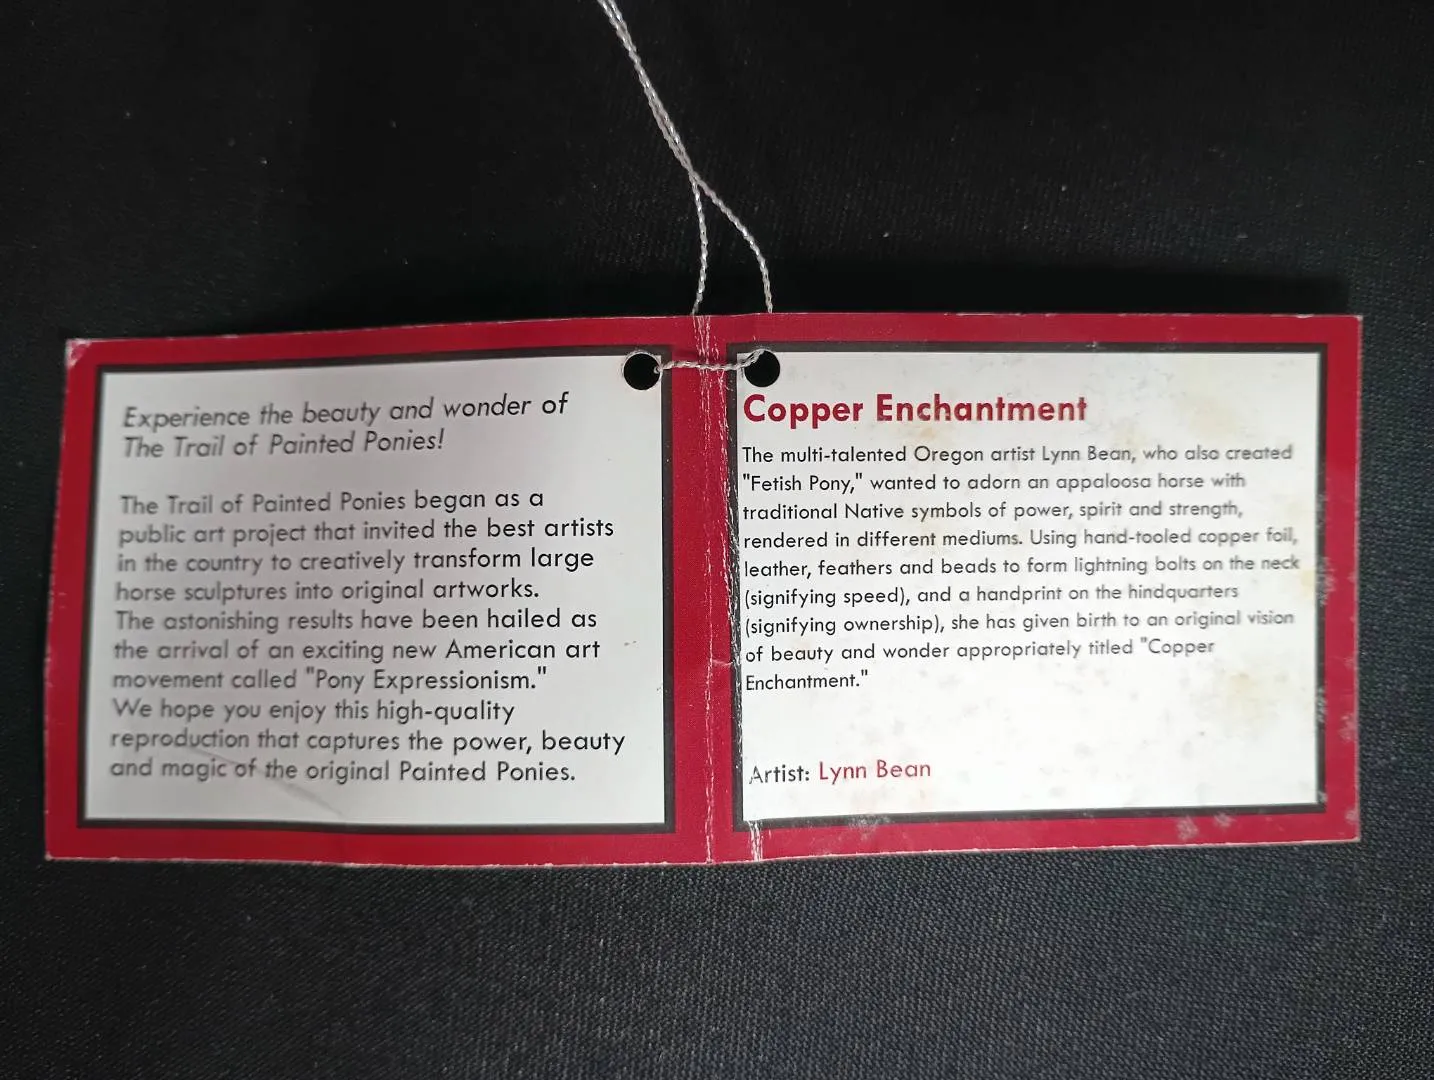 Experience the beauty and wonder of
The Trail of Painted Ponies!
The Trail of Painted Ponies began as a
public art project that invited the best artists
in the country to creatively transform large
horse sculptures into original artworks.
The astonishing results have been hailed as
the arrival of an exciting new American art
movement called "Pony Expressionism."
We hope you enjoy this high-quality
reproduction that captures the power, beauty
and magic of the original Painted Ponies.
Copper Enchantment
The multi-talented Oregon artist Lynn Bean, who also created
"Fetish Pony," wanted to adorn an appaloosa horse with
traditional Native symbols of power, spirit and strength,
rendered in different mediums. Using hand-tooled copper foil,
leather, feathers and beads to form lightning bolts on the neck
(signifying speed), and a handprint on the hindquarters
(signifying ownership), she has given birth to an original vision
of beauty and wonder appropriately titled "Copper
Enchantment."
Artist: Lynn Bean